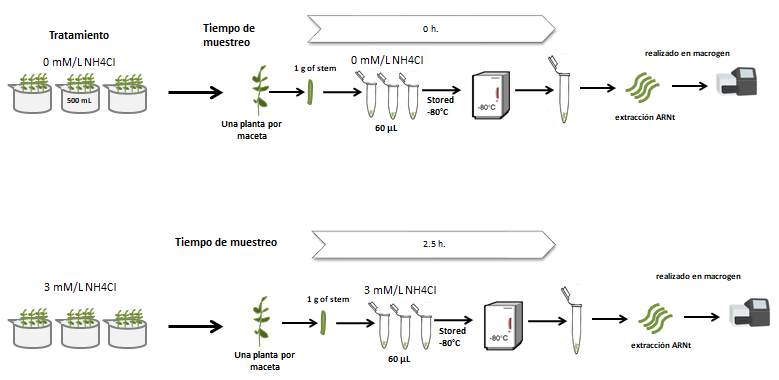 Tratamiento
Tiempo de
muestreo
0 h.
0 mM/L NH4Cl
500 mL
Una planta por
maceta
1 g of stem
0 mM/L NH4Cl
60 µL
Stored
-80°C
-80°C
extracción ARNt
realizado en macrogen
Tiempo de muestreo
2.5 h.
3 mM/L NH4Cl
Una planta por
maceta
1 g of stem
3 mM/L NH4Cl
60 µL
Stored
-80°C
-80°C
extracción ARNt
realizado en macrogen